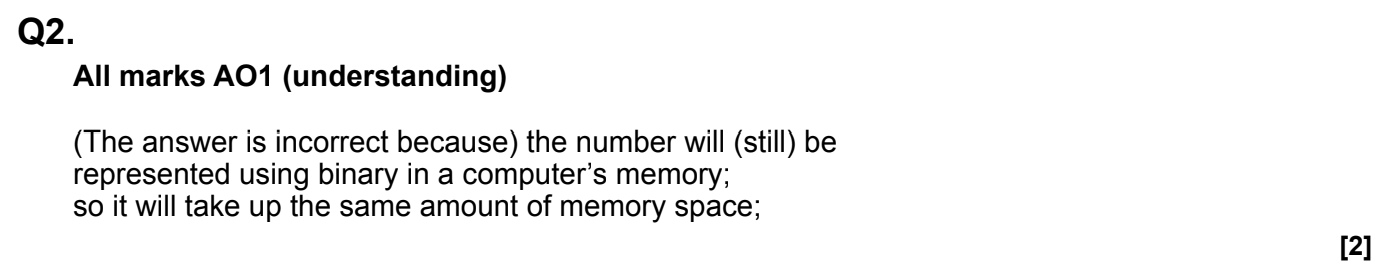 Q2.
All marks AO1 (understanding)
(The answer is incorrect because) the number will (still) be
represented using binary in a computer’s memory;
so it will take up the same amount of memory space;
[2]